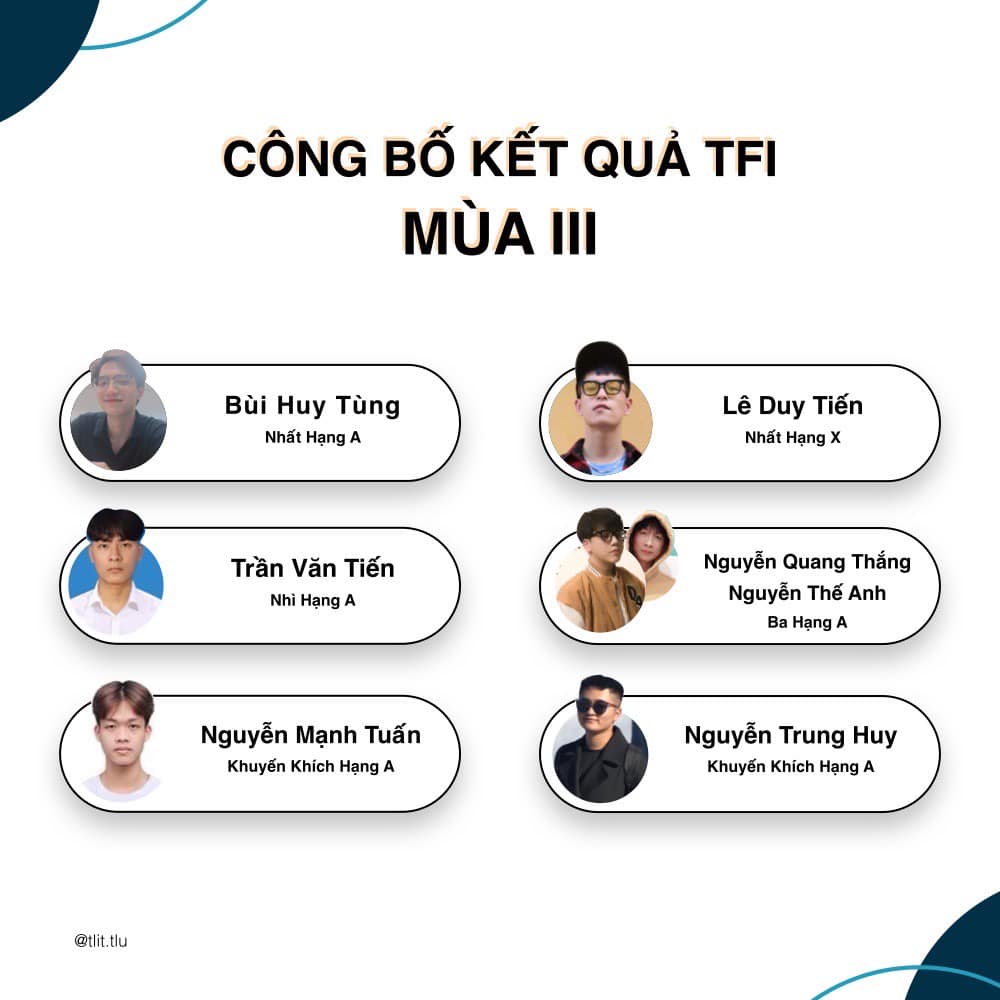 CÔNG BỐ KẾT QUẢ TFI
MÙA III
Bùi Huy Tùng
Nhất Hạng A
Lê Duy Tiến
Nhất Hạng X
Trần Văn Tiến
Nhì Hạng A
Nguyễn Quang Thắng
Nguyễn Thế Anh
Ba Hạng A
Nguyễn Mạnh Tuấn
Khuyến Khích Hạng A
Nguyễn Trung Huy
Khuyến Khích Hạng A
@tlit.tlu